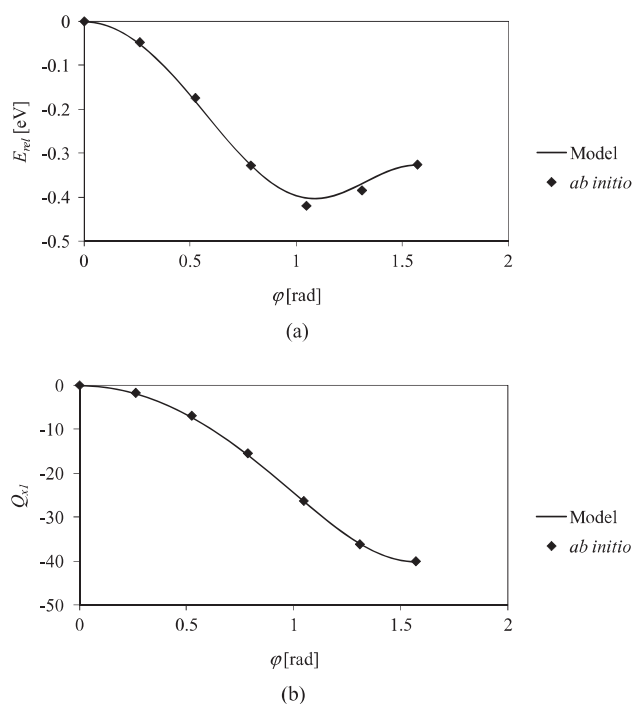 0
-0.1
-0.2
-0.3
-0.4
-0.5
E_rel [eV]
0 0.5 1 1.5 2
φ [rad]
Model
ab initio
(a)
0
-10
-20
-30
-40
-50
Q_x1
0 0.5 1 1.5 2
φ [rad]
Model
ab initio
(b)